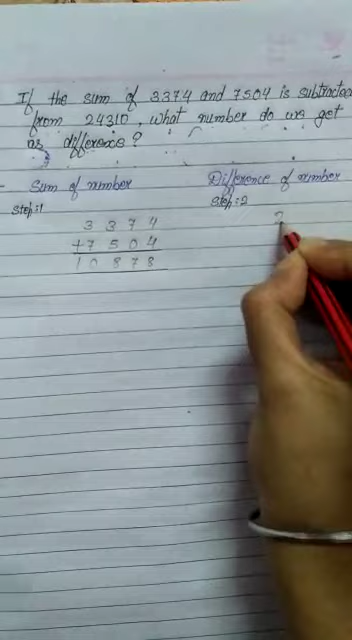 If the sum of 3374 and 7504 is subtracted
from 24310, what number do we get
as difference?
Sum of number
Difference of number
Step:1
Step:2
3 3 7 4
+7 5 0 4
1 0 8 7 8
2